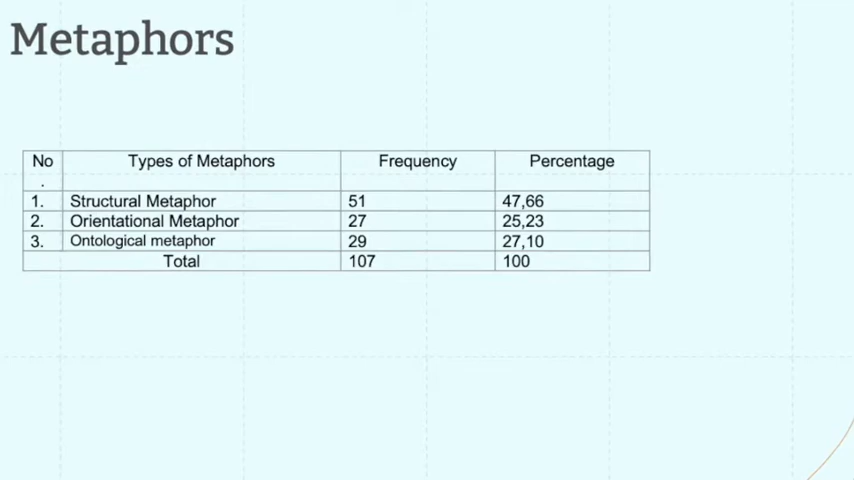 Metaphors
No Types of Metaphors Frequency Percentage
.
1. Structural Metaphor 51 47,66
2. Orientational Metaphor 27 25,23
3. Ontological metaphor 29 27,10
Total 107 100